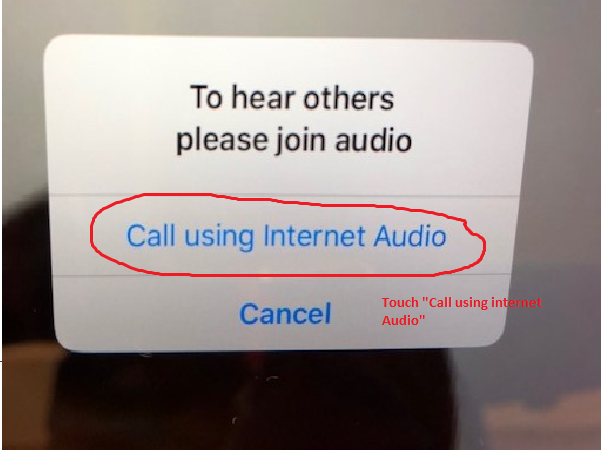 To hear others
please join audio
Call using Internet Audio
Cancel
Touch "Call using internet
Audio"